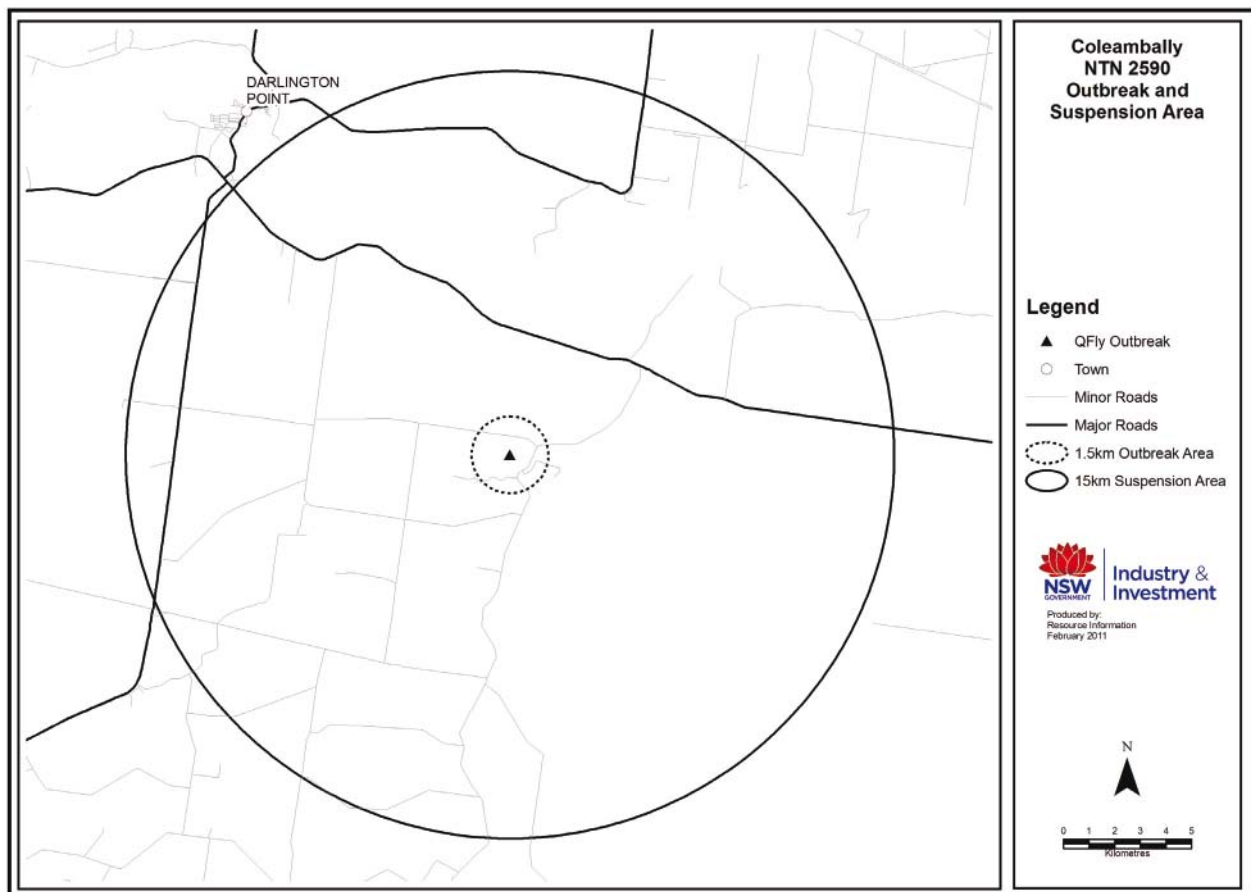 DARLINGTON
POINT
Coleambally
NTN 2590
Outbreak and
Suspension Area
Legend
QFly Outbreak
Town
Minor Roads
Major Roads
1.5km Outbreak Area
15km Suspension Area
NSW
GOVERNMENT
Industry &
Investment
Produced by:
Resource Information
February 2011
N
0 1 2 3 4 5
Kilometres